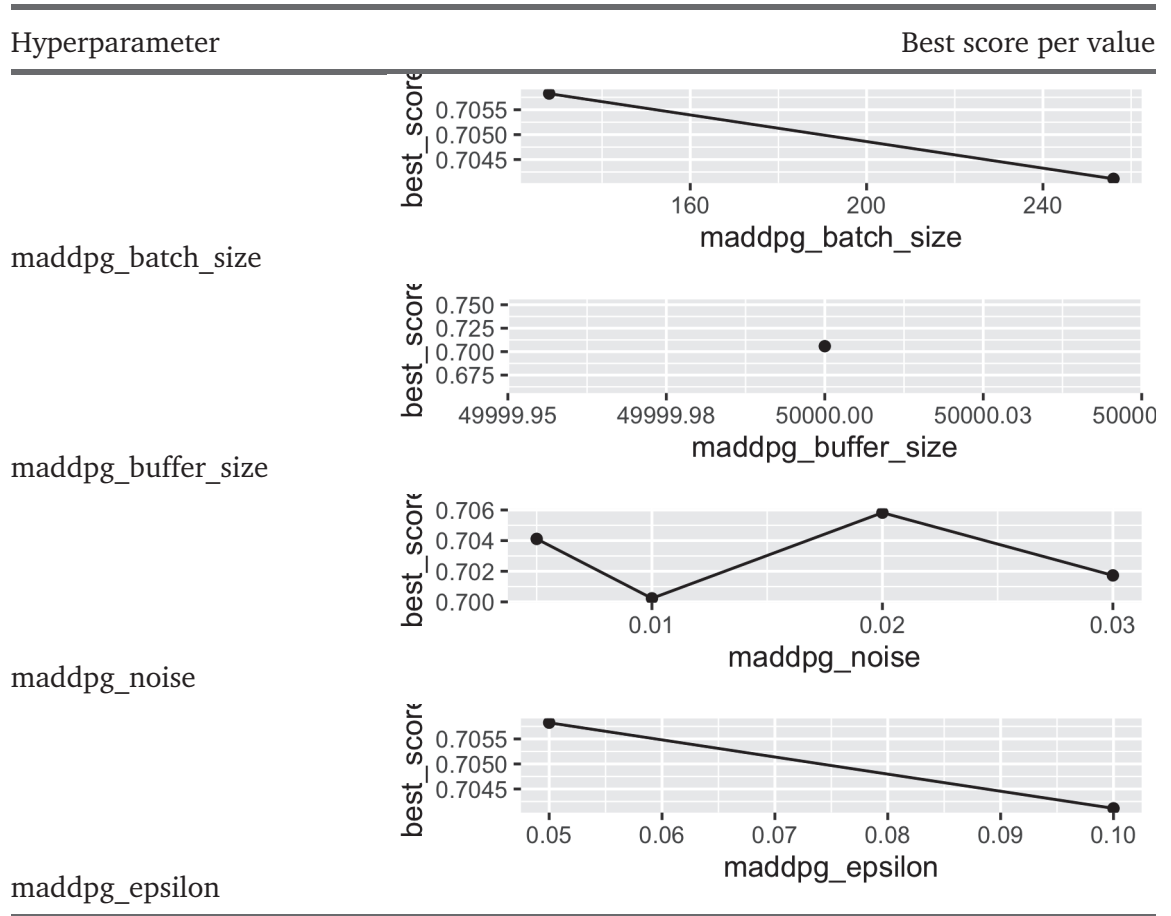 Hyperparameter Best score per value
best_score
0.7055
0.7050
0.7045
160 200 240
maddpg_batch_size
maddpg_batch_size
best_score
0.750
0.725
0.700
0.675
49999.95 49999.98 50000.00 50000.03 50000
maddpg_buffer_size
maddpg_buffer_size
best_score
0.706
0.704
0.702
0.700
0.01 0.02 0.03
maddpg_noise
maddpg_noise
best_score
0.7055
0.7050
0.7045
0.05 0.06 0.07 0.08 0.09 0.10
maddpg_epsilon
maddpg_epsilon